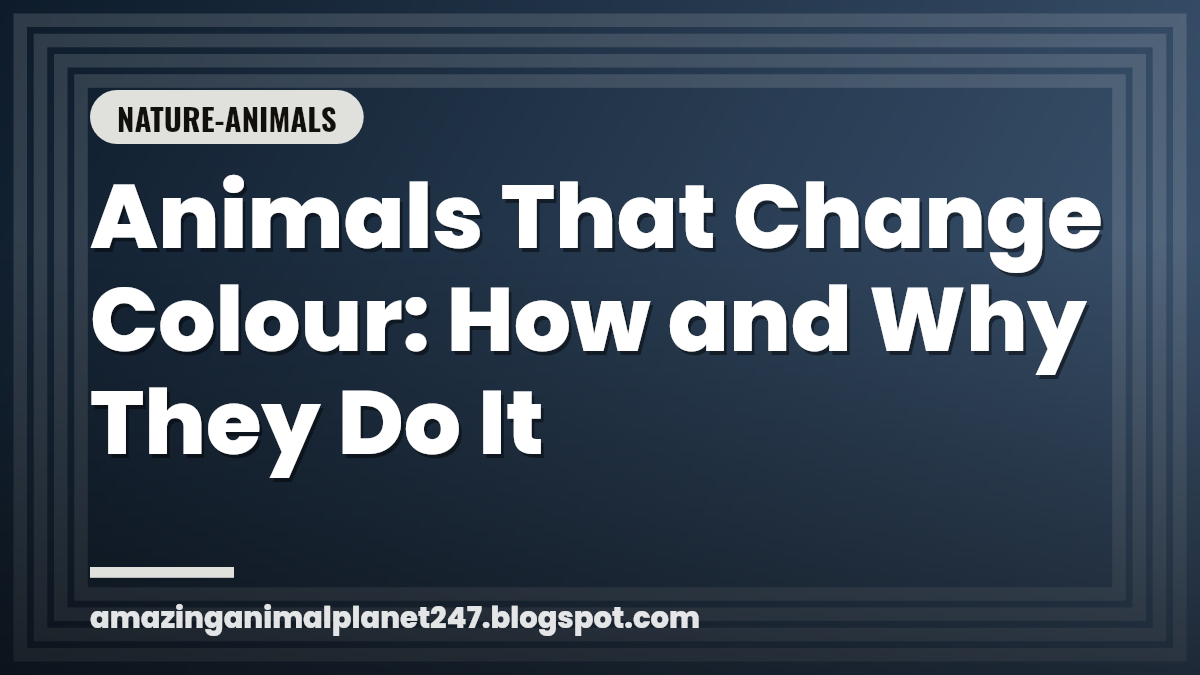 NATURE-ANIMALS
Animals That Change
Colour: How and Why
They Do It
amazinganimalplanet247.blogspot.com